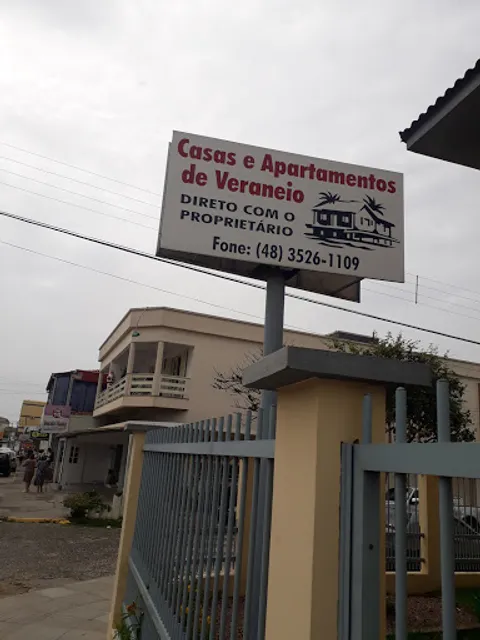 Casas e Apartamentos
de Veraneio
DIRETO COM O
PROPRIETÁRIO
Fone: (48) 3526-1109